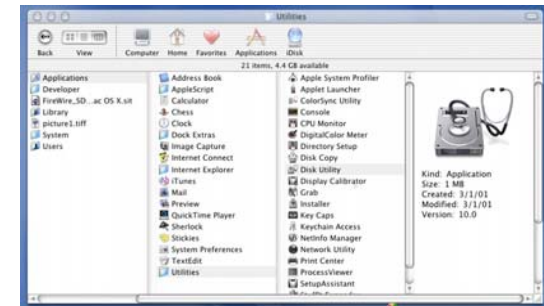 Utilities
Back
View
Computer
Home
Favorites
Applications
iDisk
21 items, 4.4 GB available
Applications
Developer
FireWire_SD...ac OS X.sit
Library
picture1.tiff
System
Users
Address Book
AppleScript
Calculator
Chess
Clock
Dock Extras
Image Capture
Internet Connect
Internet Explorer
iTunes
Mail
Preview
QuickTime Player
Sherlock
Stickies
System Preferences
TextEdit
Utilities
Apple System Profiler
Applet Launcher
ColorSync Utility
Console
CPU Monitor
DigitalColor Meter
Directory Setup
Disk Copy
Disk Utility
Display Calibrator
Grab
Installer
Key Caps
Keychain Access
NetInfo Manager
Network Utility
Print Center
ProcessViewer
SetupAssistant
Kind: Application
Size: 1 MB
Created: 3/1/01
Modified: 3/1/01
Version: 10.0